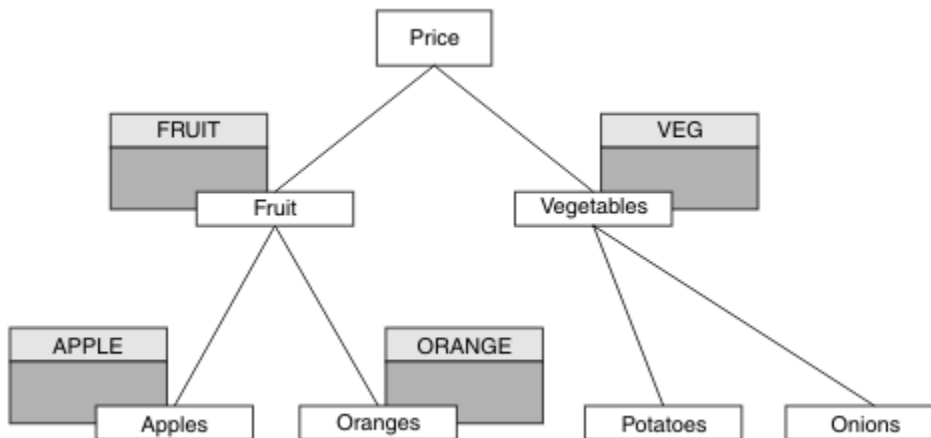 Price
FRUIT
VEG
Fruit
Vegetables
APPLE
ORANGE
Apples
Oranges
Potatoes
Onions